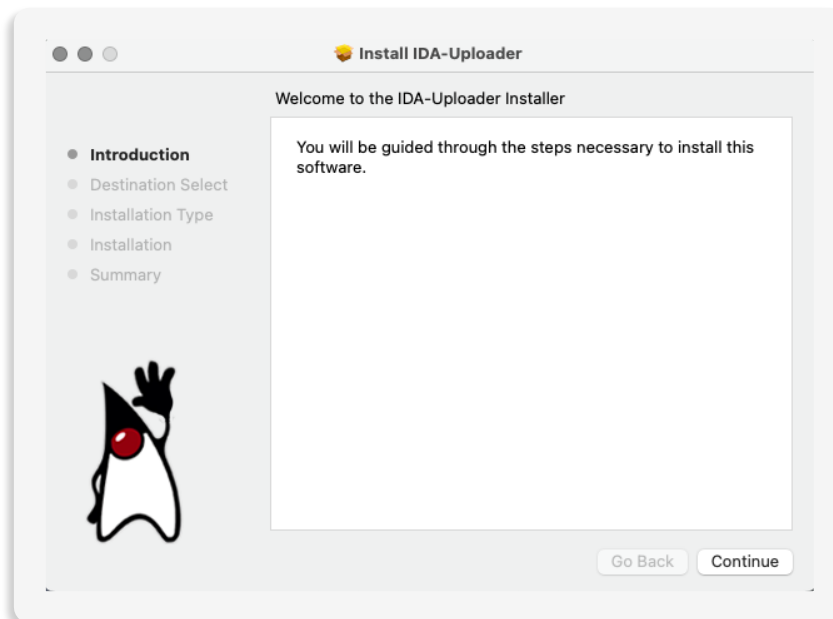 Install IDA-Uploader
Welcome to the IDA-Uploader Installer
Introduction
Destination Select
Installation Type
Installation
Summary
You will be guided through the steps necessary to install this
software.
Go Back
Continue